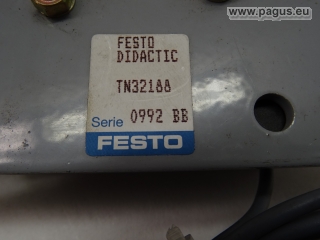 www.pagus.eu
FESTO
DIDACTIC
TN32188
Serie 0992 BB
FESTO